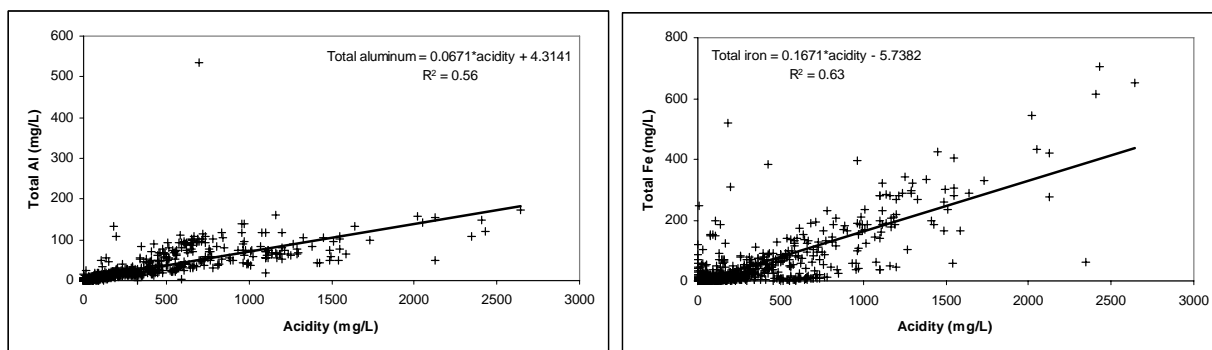 Total Al (mg/L)
600
500
400
300
200
100
0
Total aluminum = 0.0671*acidity + 4.3141
R² = 0.56
0 500 1000 1500 2000 2500 3000
Acidity (mg/L)
Total Fe (mg/L)
800
600
400
200
0
Total iron = 0.1671*acidity - 5.7382
R² = 0.63
0 500 1000 1500 2000 2500 3000
Acidity (mg/L)